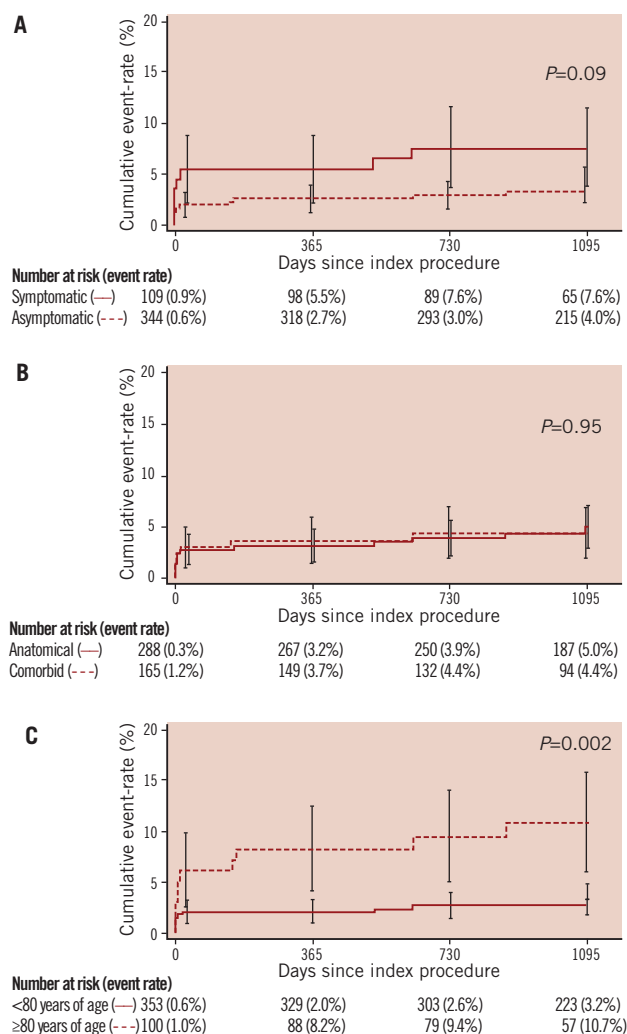 A
Cumulative event-rate (%)
20
15
10
5
0
P=0.09
0 365 730 1095
Days since index procedure
Number at risk (event rate)
Symptomatic (—) 109 (0.9%) 98 (5.5%) 89 (7.6%) 65 (7.6%)
Asymptomatic (---) 344 (0.6%) 318 (2.7%) 293 (3.0%) 215 (4.0%)
B
Cumulative event-rate (%)
20
15
10
5
0
P=0.95
0 365 730 1095
Days since index procedure
Number at risk (event rate)
Anatomical (—) 288 (0.3%) 267 (3.2%) 250 (3.9%) 187 (5.0%)
Comorbid (---) 165 (1.2%) 149 (3.7%) 132 (4.4%) 94 (4.4%)
C
Cumulative event-rate (%)
20
15
10
5
0
P=0.002
0 365 730 1095
Days since index procedure
Number at risk (event rate)
<80 years of age (—) 353 (0.6%) 329 (2.0%) 303 (2.6%) 223 (3.2%)
≥80 years of age (---) 100 (1.0%) 88 (8.2%) 79 (9.4%) 57 (10.7%)